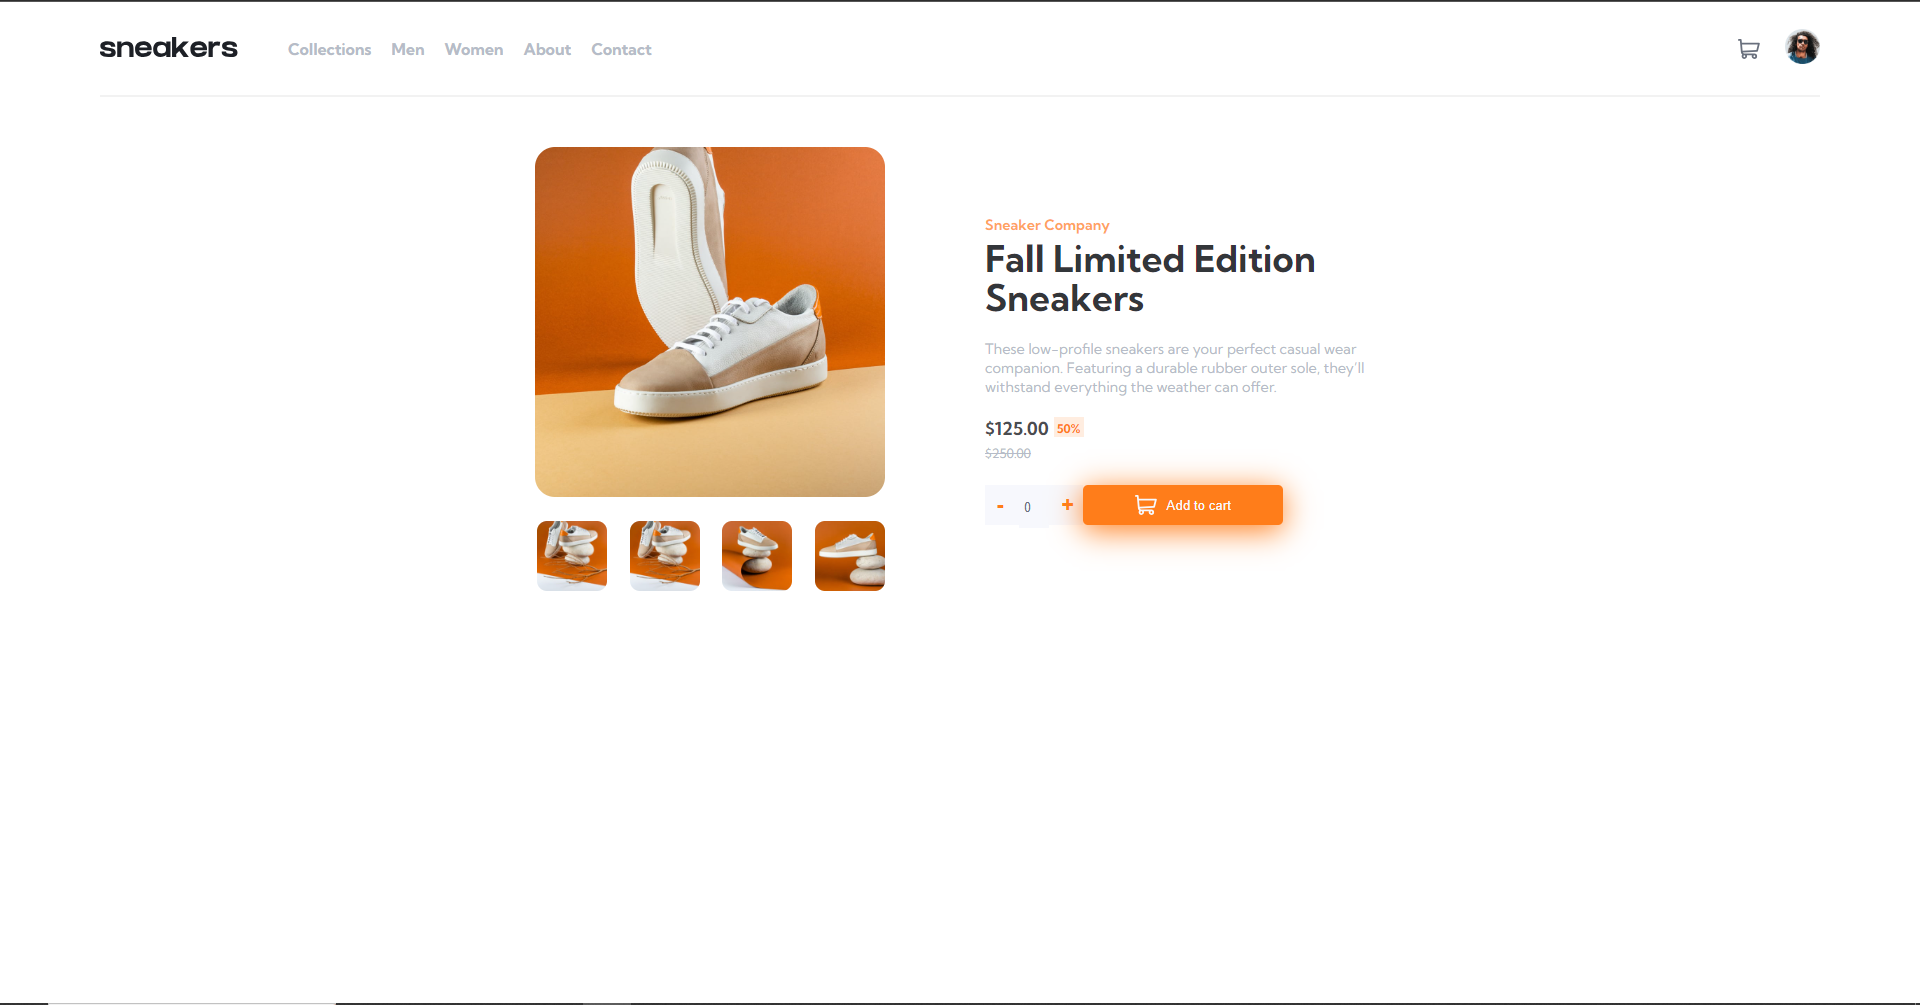 sneakers
Collections Men Women About Contact
Sneaker Company
Fall Limited Edition
Sneakers
These low-profile sneakers are your perfect casual wear
companion. Featuring a durable rubber outer sole, they'll
withstand everything the weather can offer.
$125.00 50%
$250.00
- 0 + Add to cart